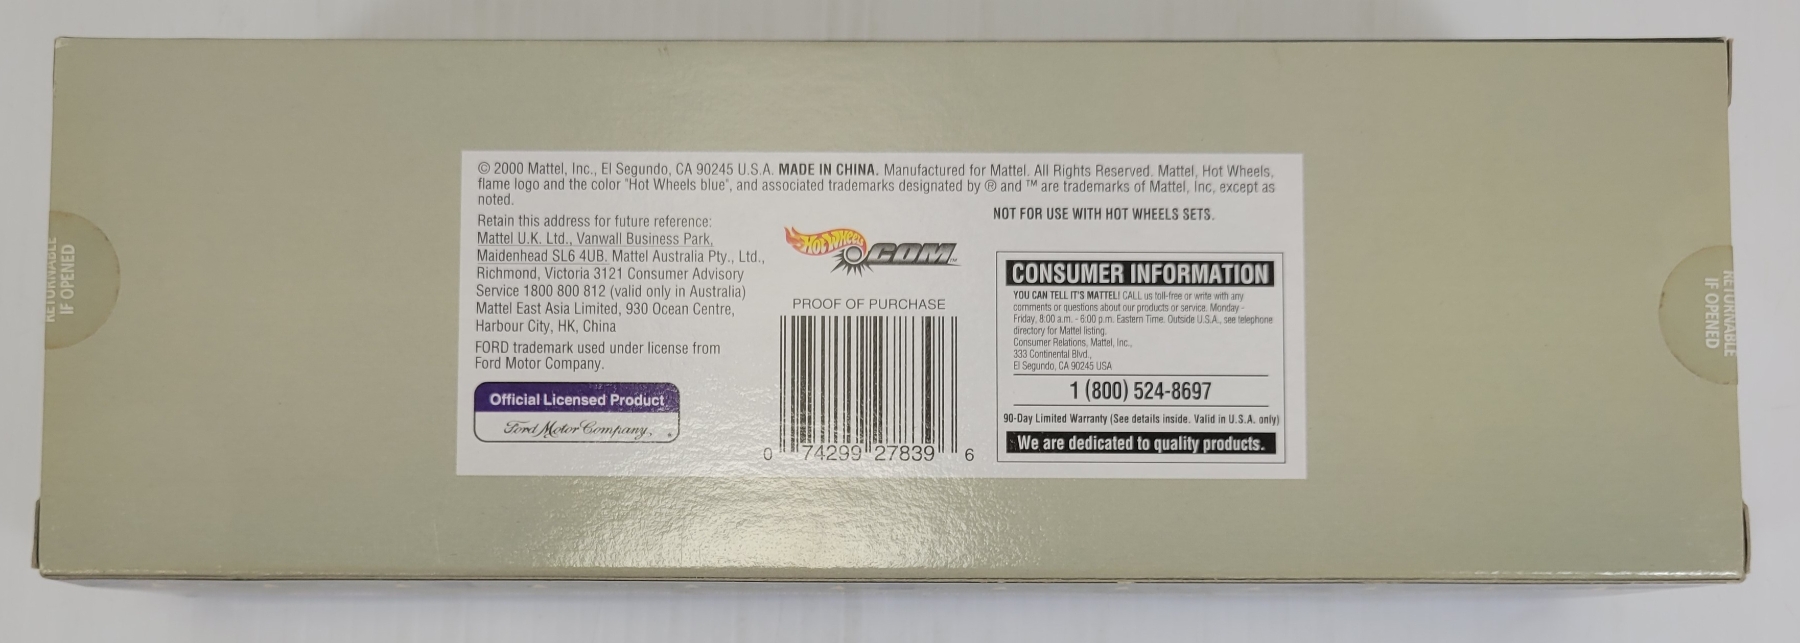 © 2000 Mattel, Inc., El Segundo, CA 90245 U.S.A. MADE IN CHINA. Manufactured for Mattel. All Rights Reserved. Mattel, Hot Wheels,
flame logo and the color "Hot Wheels blue", and associated trademarks designated by ® and ™ are trademarks of Mattel, Inc, except as
noted.
Retain this address for future reference:
Mattel U.K. Ltd., Vanwall Business Park,
Maidenhead SL6 4UB. Mattel Australia Pty., Ltd.,
Richmond, Victoria 3121 Consumer Advisory
Service 1800 800 812 (valid only in Australia)
Mattel East Asia Limited, 930 Ocean Centre,
Harbour City, HK, China
FORD trademark used under license from
Ford Motor Company.
Official Licensed Product
Ford Motor Company.
HOT WHEELS
.COM™
PROOF OF PURCHASE
0 74299 27839 6
NOT FOR USE WITH HOT WHEELS SETS.
CONSUMER INFORMATION
YOU CAN TELL IT'S MATTEL! CALL us toll-free or write with any
comments or questions about our products or service. Monday -
Friday, 8:00 a.m. - 6:00 p.m. Eastern Time. Outside U.S.A., see telephone
directory for Mattel listing.
Consumer Relations, Mattel, Inc.,
333 Continental Blvd.,
El Segundo, CA 90245 USA
1 (800) 524-8697
90-Day Limited Warranty (See details inside. Valid in U.S.A. only)
We are dedicated to quality products.
RETURNABLE
IF OPENED
RETURNABLE
IF OPENED